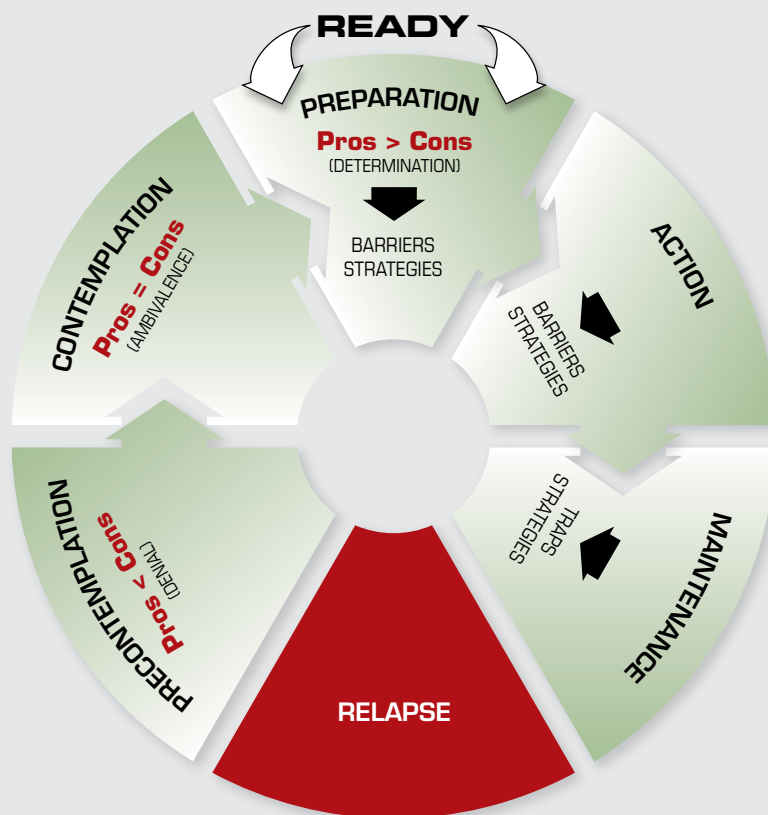 READY
PREPARATION
Pros > Cons
(DETERMINATION)
BARRIERS
STRATEGIES
ACTION
BARRIERS
STRATEGIES
MAINTENANCE
TRAPS
STRATEGIES
RELAPSE
PRECONTEMPLATION
Pros < Cons
(DENIAL)
CONTEMPLATION
Pros = Cons
(AMBIVALENCE)